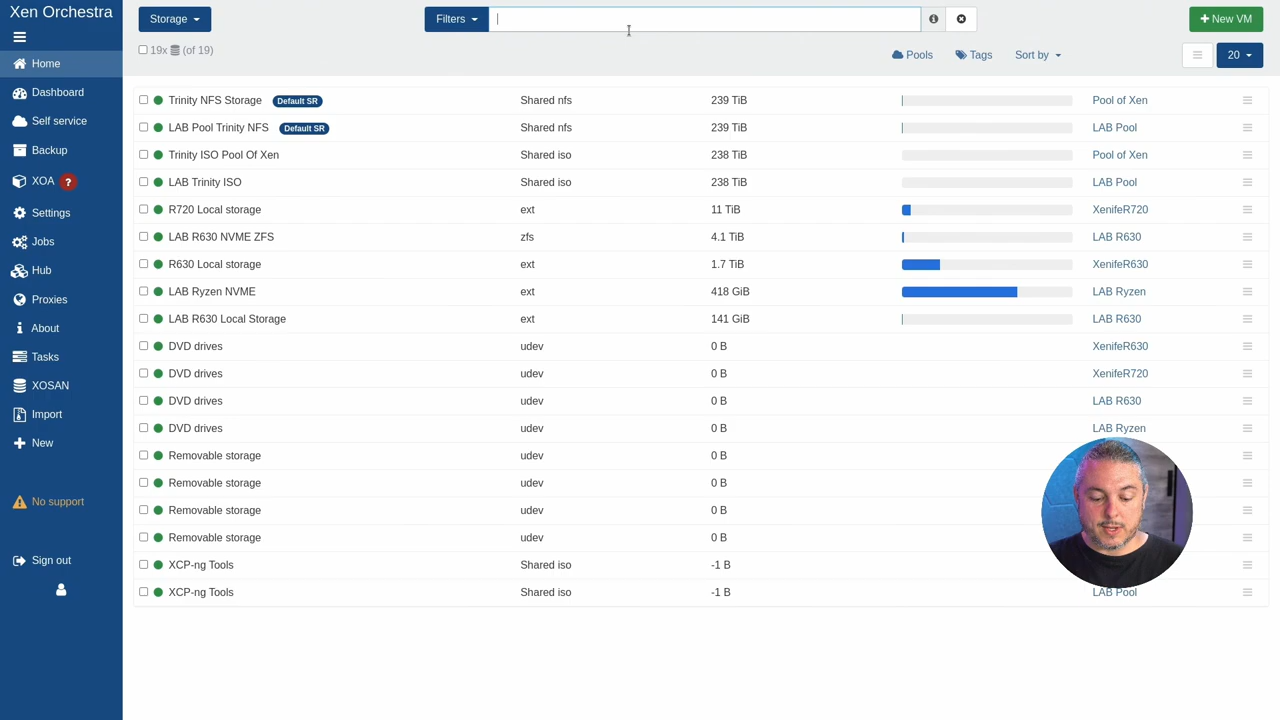 Xen Orchestra
Storage
Filters
New VM
19x (of 19)
Pools
Tags
Sort by
20
Home
Dashboard
Self service
Backup
XOA ?
Settings
Jobs
Hub
Proxies
About
Tasks
XOSAN
Import
New
No support
Sign out
Trinity NFS Storage Default SR Shared nfs 239 TiB Pool of Xen
LAB Pool Trinity NFS Default SR Shared nfs 239 TiB LAB Pool
Trinity ISO Pool Of Xen Shared iso 238 TiB Pool of Xen
LAB Trinity ISO Shared iso 238 TiB LAB Pool
R720 Local storage ext 11 TiB XenifeR720
LAB R630 NVME ZFS zfs 4.1 TiB LAB R630
R630 Local storage ext 1.7 TiB XenifeR630
LAB Ryzen NVME ext 418 GiB LAB Ryzen
LAB R630 Local Storage ext 141 GiB LAB R630
DVD drives udev 0 B XenifeR630
DVD drives udev 0 B XenifeR720
DVD drives udev 0 B LAB R630
DVD drives udev 0 B LAB Ryzen
Removable storage udev 0 B
Removable storage udev 0 B
Removable storage udev 0 B
Removable storage udev 0 B
XCP-ng Tools Shared iso -1 B
XCP-ng Tools Shared iso -1 B LAB Pool